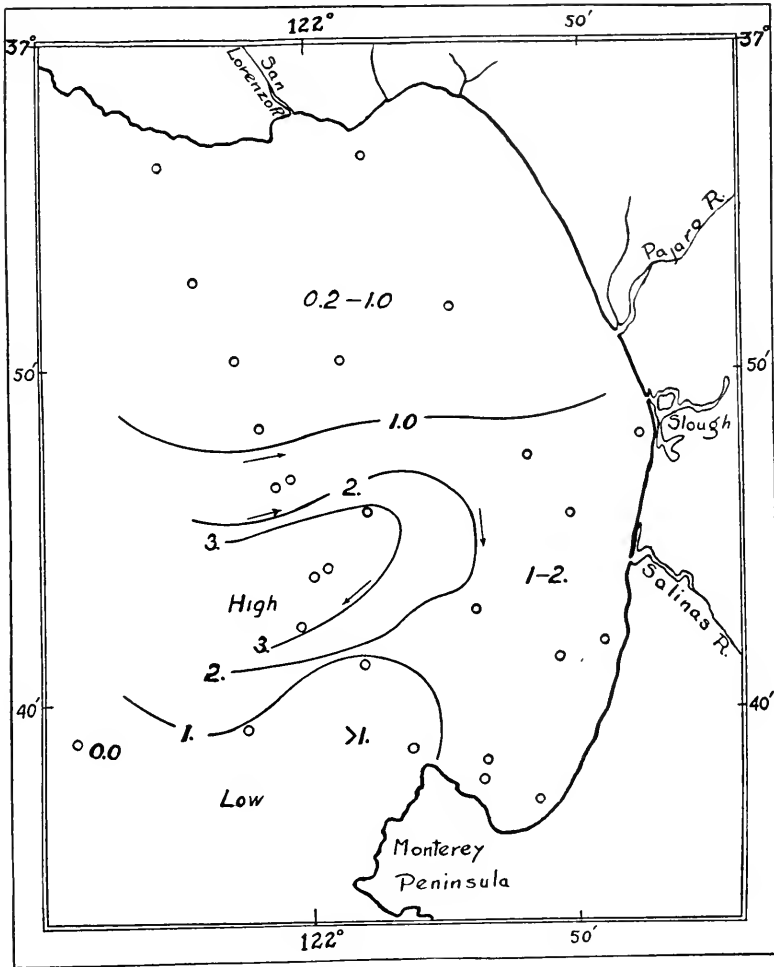 122°
50'
37°
37°
San
Lorenzo R.
Pajaro R.
0.2-1.0
50'
50'
1.0
Slough
2.
3.
1-2.
High
Salinas R.
3.
2.
40'
40'
1.
>1.
0.0
Low
Monterey
Peninsula
122°
50'